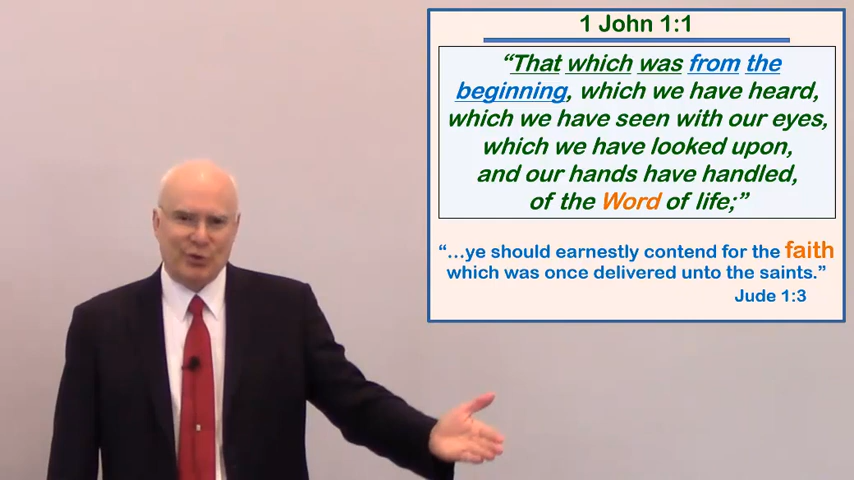 1 John 1:1
“That which was from the
beginning, which we have heard,
which we have seen with our eyes,
which we have looked upon,
and our hands have handled,
of the Word of life;”
“...ye should earnestly contend for the faith
which was once delivered unto the saints.”
Jude 1:3